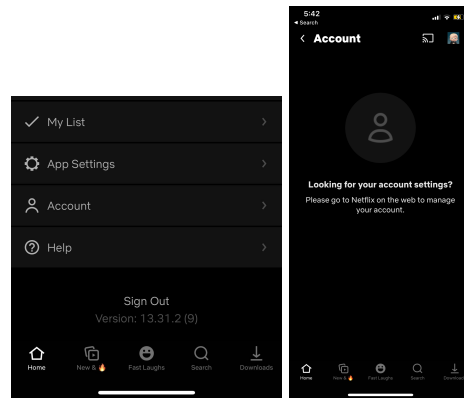 My List
App Settings
Account
Help
Sign Out
Version: 13.31.2 (9)
Home
New & 🔥
Fast Laughs
Search
Downloads
5:42
◂ Search
Account
Looking for your account settings?
Please go to Netflix on the web to manage
your account.
Home
New & 🔥
Fast Laughs
Search
Downloads